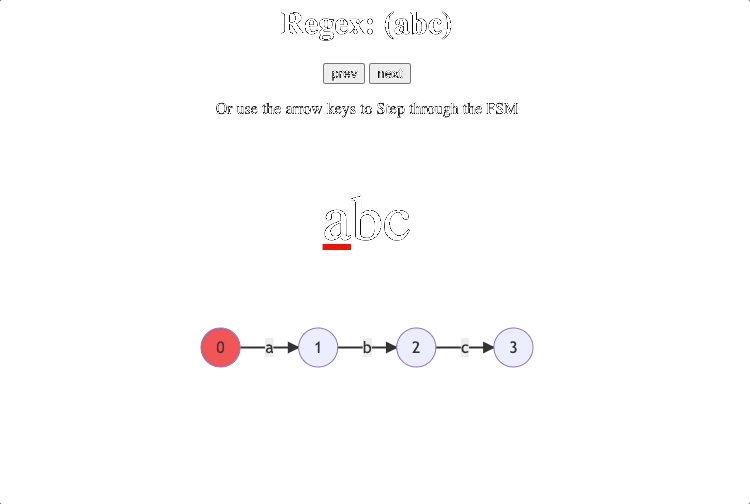 Regex: (abc)
prev next
Or use the arrow keys to Step through the FSM
abc
0 a 1 b 2 c 3